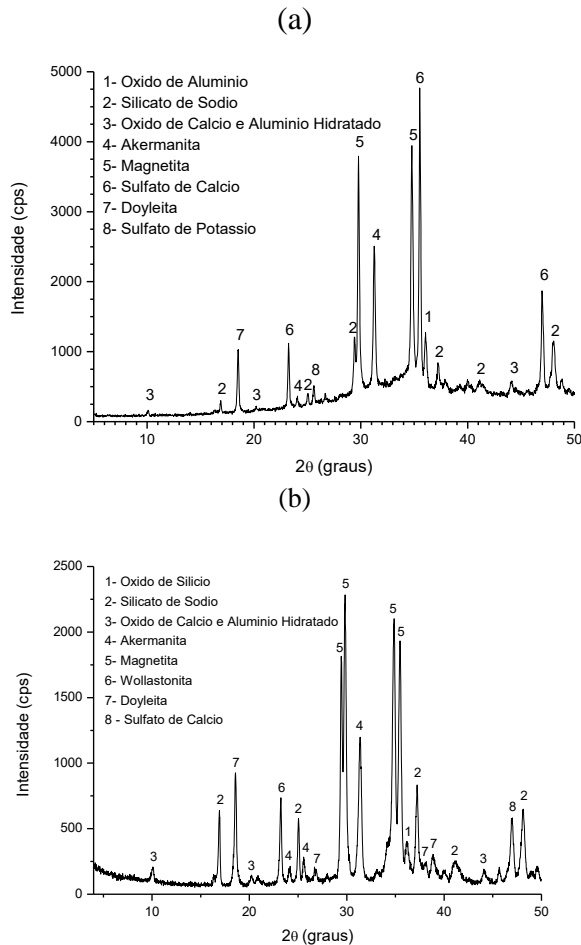 (a)
5000
4000
3000
2000
1000
0
Intensidade (cps)
1- Oxido de Aluminio
2- Silicato de Sodio
3- Oxido de Calcio e Aluminio Hidratado
4- Akermanita
5- Magnetita
6- Sulfato de Calcio
7- Doyleita
8- Sulfato de Potassio
3 2 7 3 6 4 2 8 2 5 4 5 6 1 2 2 3 6 2
10 20 30 40 50
2θ (graus)
(b)
2500
2000
1500
1000
500
0
Intensidade (cps)
1- Oxido de Silicio
2- Silicato de Sodio
3- Oxido de Calcio e Aluminio Hidratado
4- Akermanita
5- Magnetita
6- Wollastonita
7- Doyleita
8 - Sulfato de Calcio
3 2 7 3 6 4 2 4 7 5 5 4 5 5 1 2 7 7 2 3 8 2
10 20 30 40 50
2θ (graus)